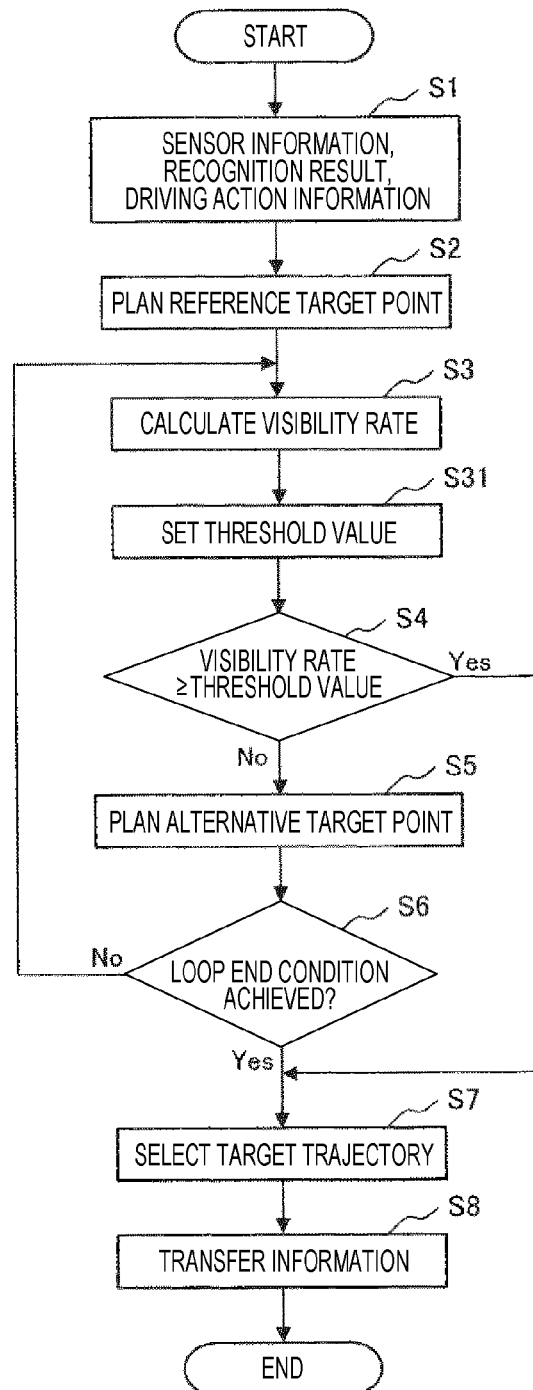 START
S1
SENSOR INFORMATION,
RECOGNITION RESULT,
DRIVING ACTION INFORMATION
S2
PLAN REFERENCE TARGET POINT
S3
CALCULATE VISIBILITY RATE
S31
SET THRESHOLD VALUE
S4
VISIBILITY RATE
≥THRESHOLD VALUE
Yes
No
S5
PLAN ALTERNATIVE TARGET POINT
S6
No
LOOP END CONDITION
ACHIEVED?
Yes
S7
SELECT TARGET TRAJECTORY
S8
TRANSFER INFORMATION
END